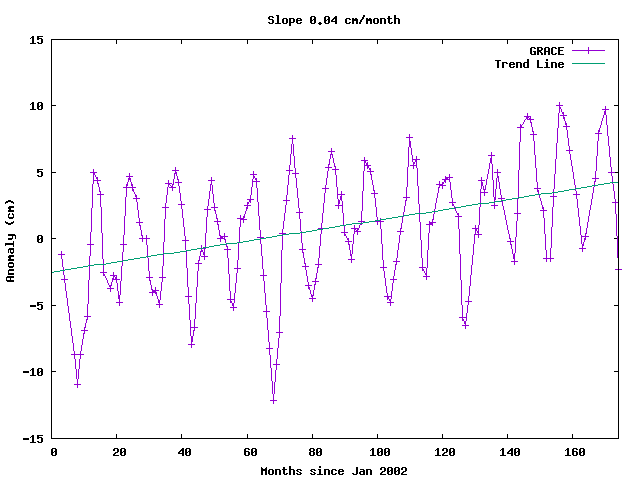 Slope 0.04 cm/month
GRACE
Trend Line
15
10
5
0
-5
-10
-15
Anomaly (cm)
0 20 40 60 80 100 120 140 160
Months since Jan 2002